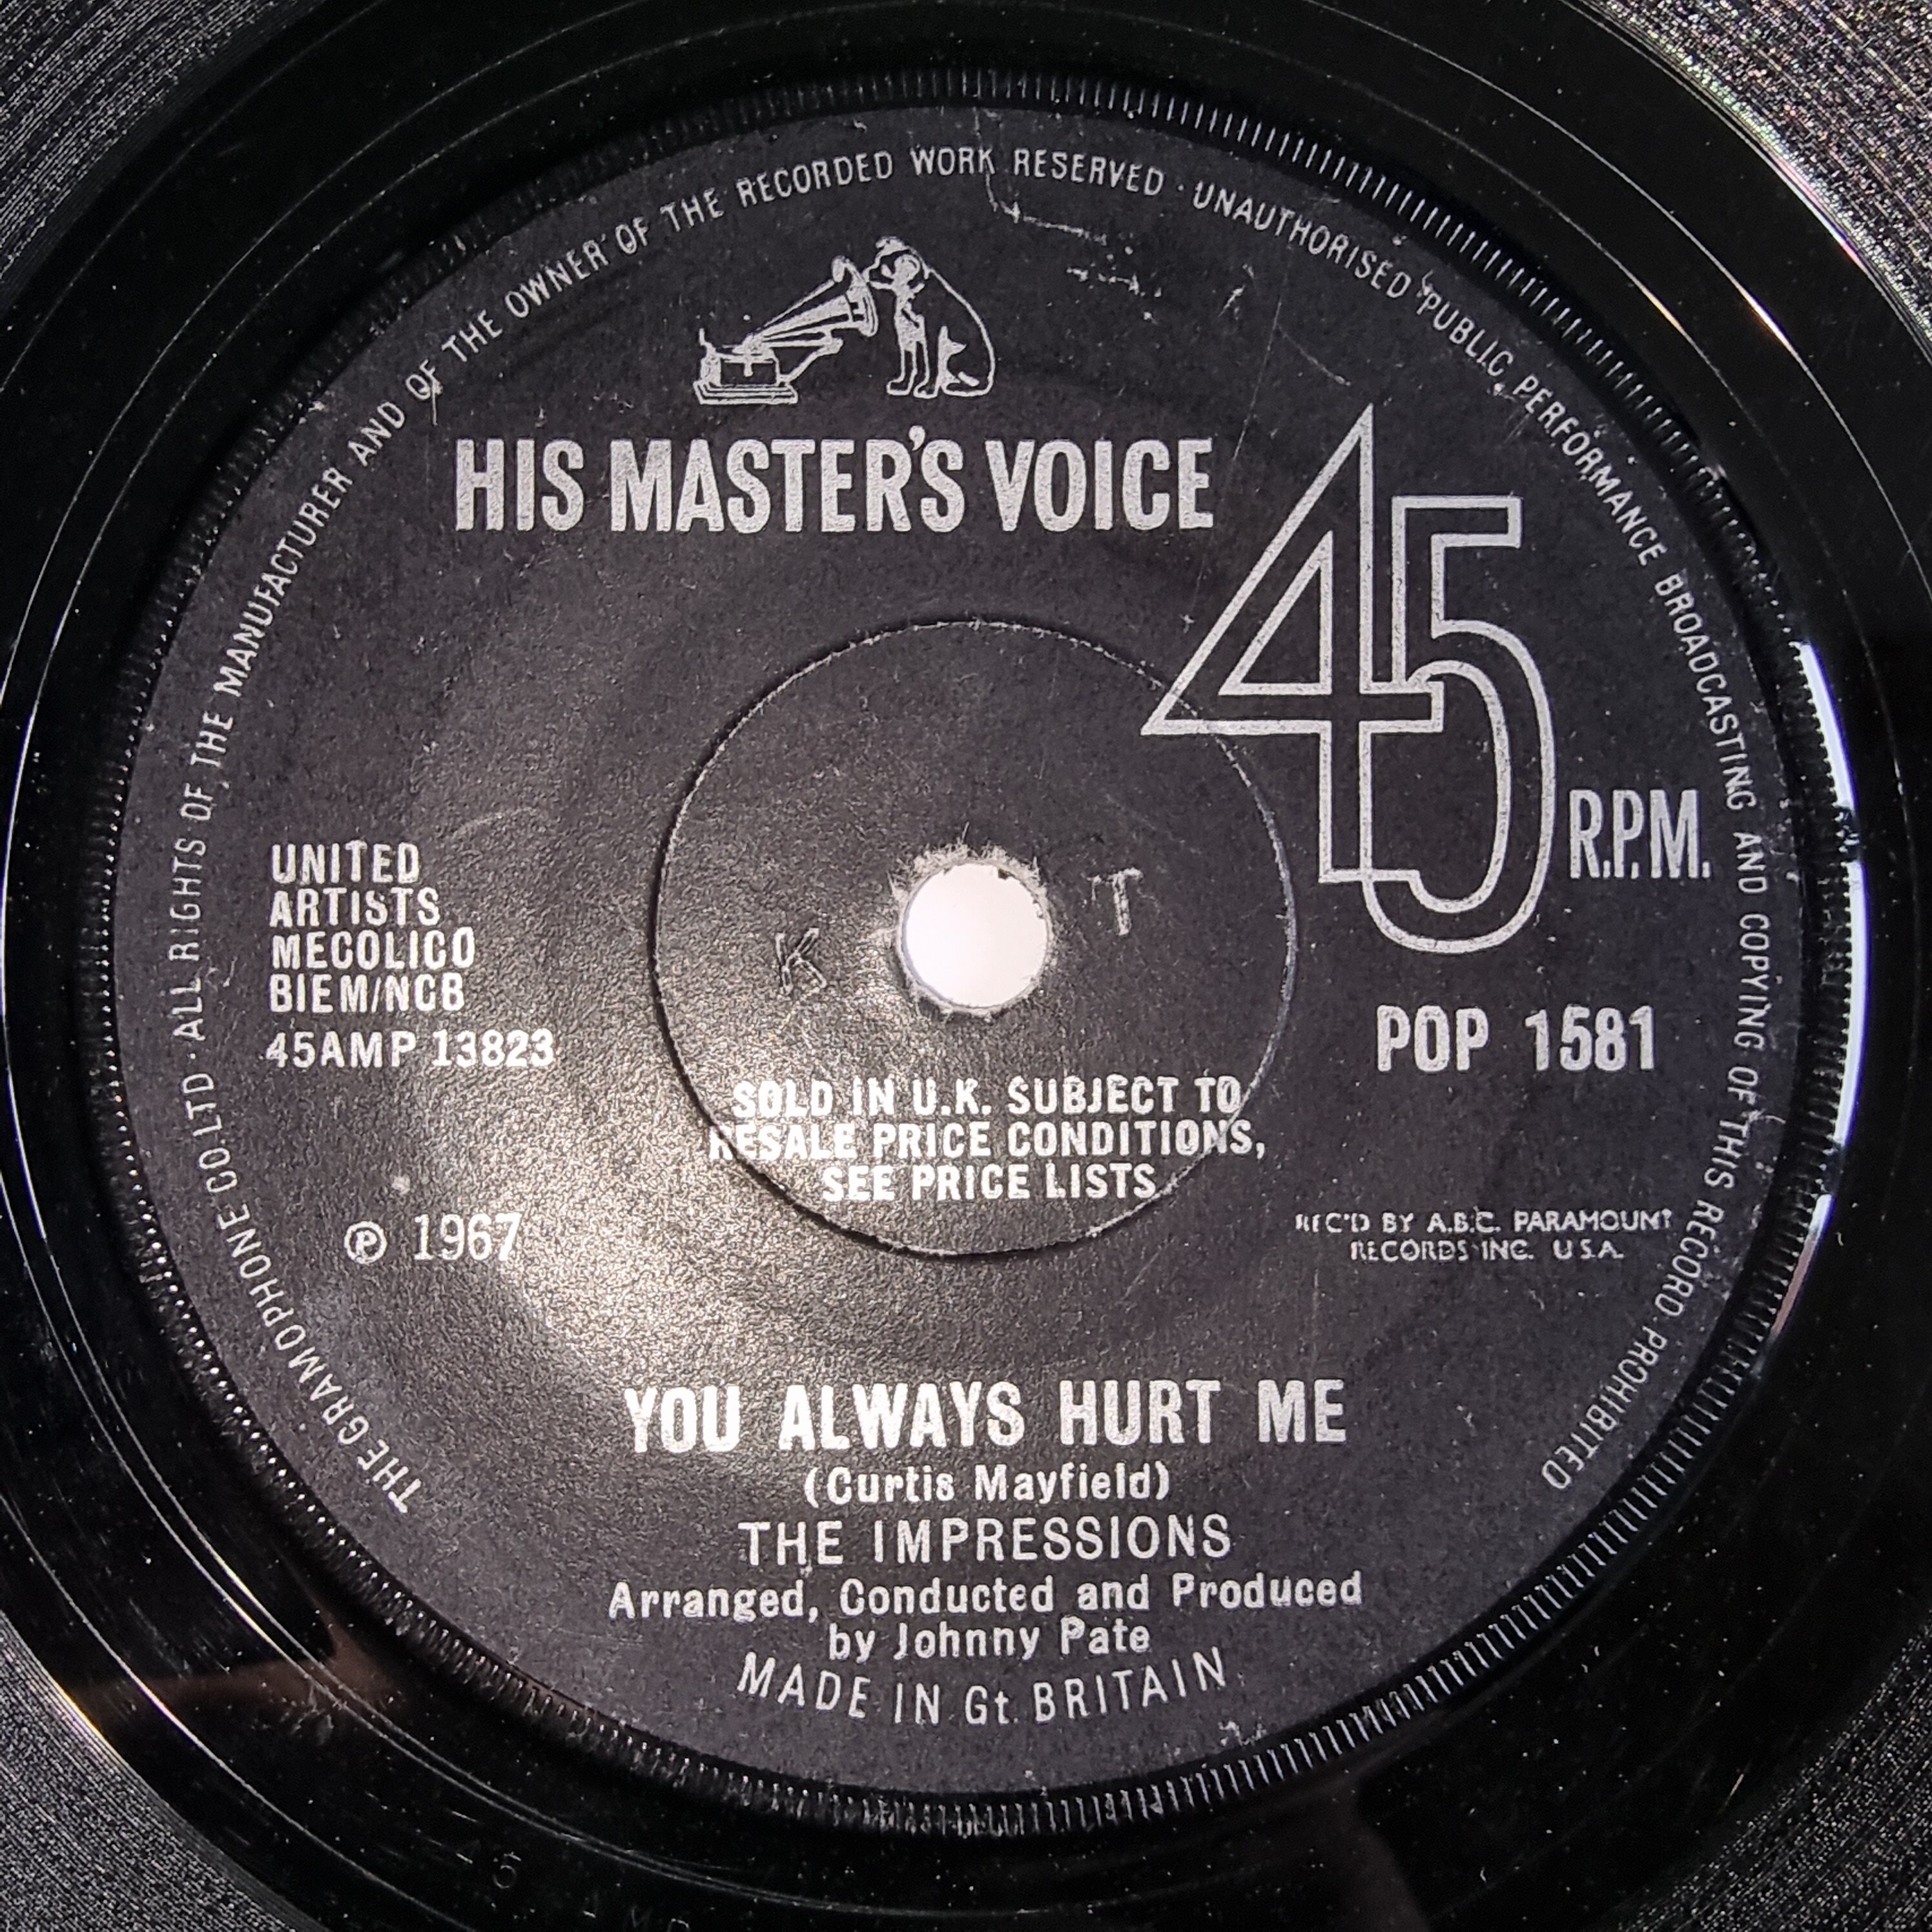 THE GRAMOPHONE CO. LTD · ALL RIGHTS OF THE MANUFACTURER AND OF THE OWNER OF THE RECORDED WORK RESERVED · UNAUTHORISED PUBLIC PERFORMANCE BROADCASTING AND COPYING OF THIS RECORD PROHIBITED
HIS MASTER'S VOICE
45
R.P.M.
UNITED
ARTISTS
MECOLICO
BIEM/NCB
45AMP 13823
K T
POP 1581
SOLD IN U.K. SUBJECT TO
RESALE PRICE CONDITIONS,
SEE PRICE LISTS
℗ 1967
REC'D BY A.B.C. PARAMOUNT
RECORDS INC. U S.A.
YOU ALWAYS HURT ME
(Curtis Mayfield)
THE IMPRESSIONS
Arranged, Conducted and Produced
by Johnny Pate
MADE IN Gt. BRITAIN